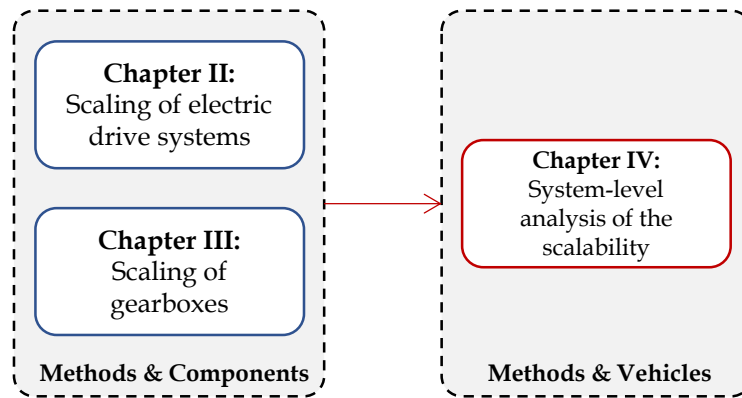 Chapter II:
Scaling of electric
drive systems
Chapter III:
Scaling of
gearboxes
Methods & Components
Chapter IV:
System-level
analysis of the
scalability
Methods & Vehicles